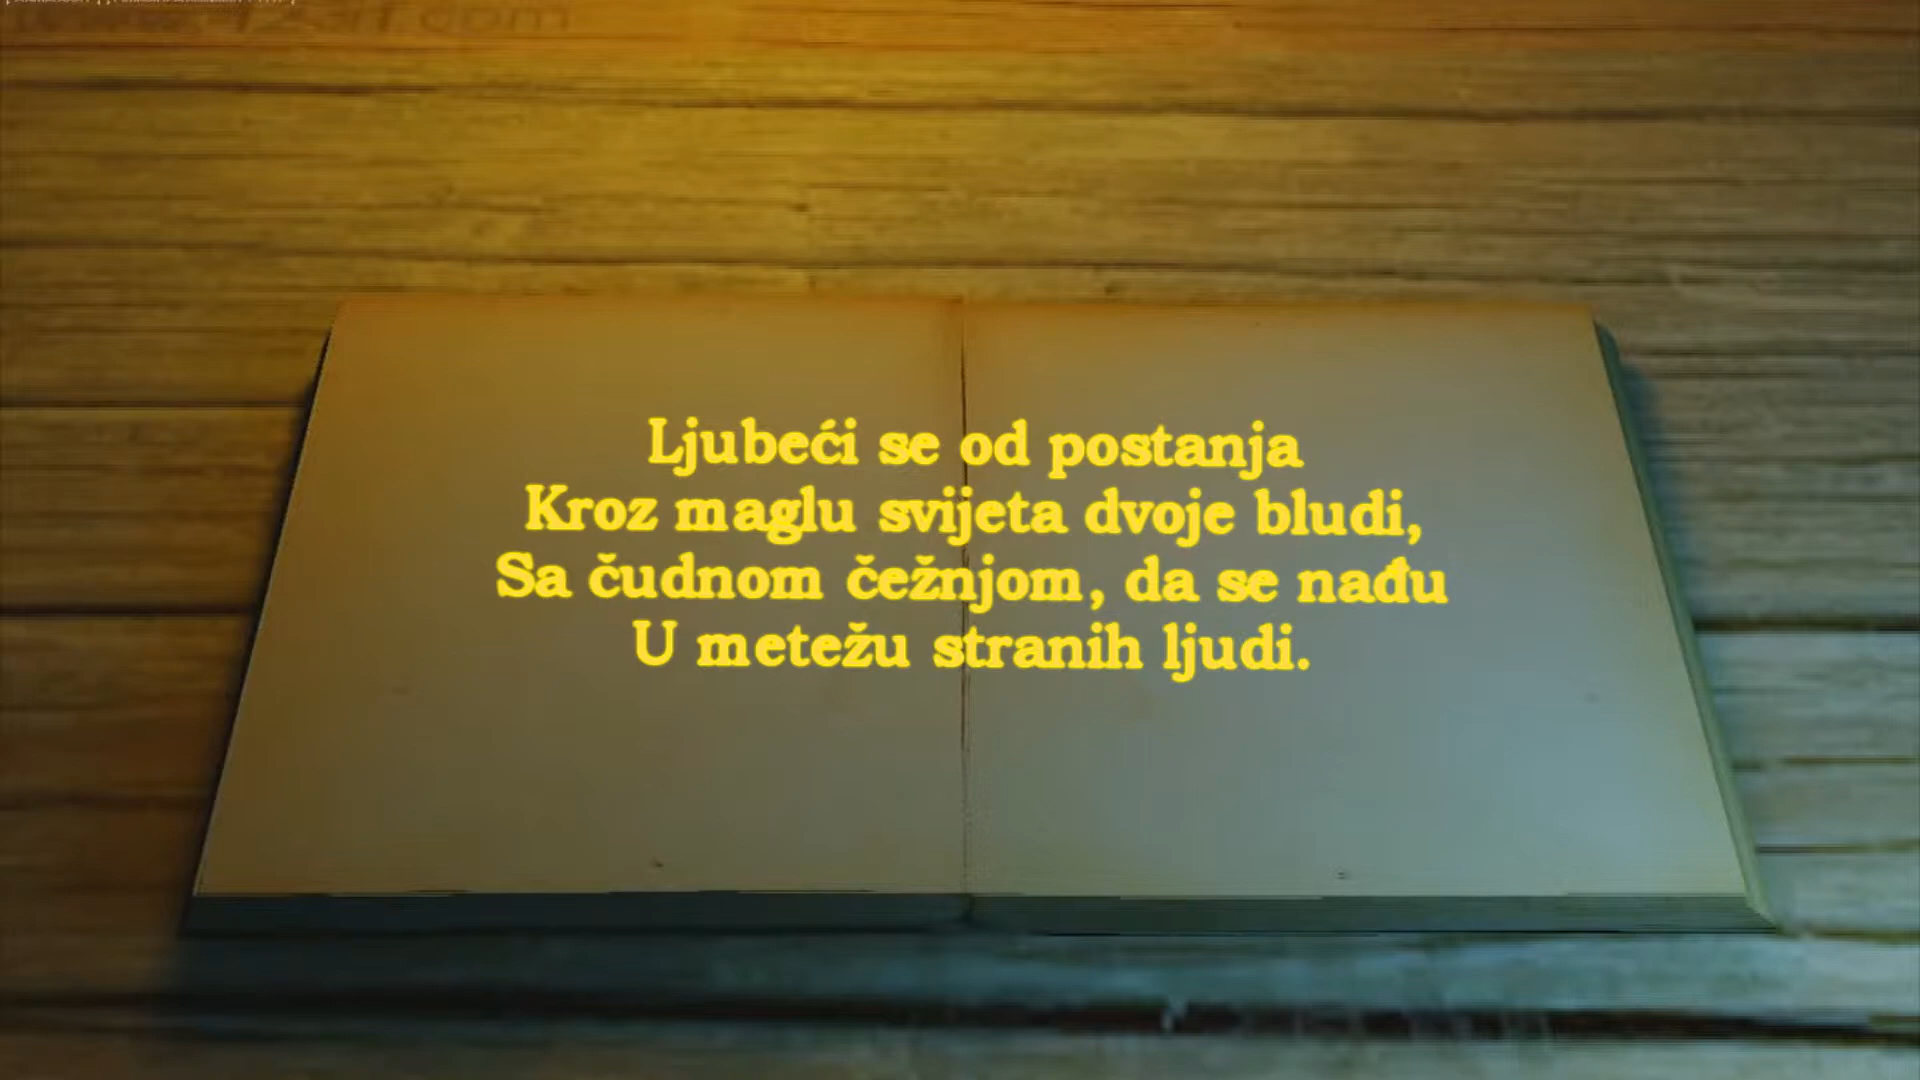 Ljubeći se od postanja
Kroz maglu svijeta dvoje bludi,
Sa čudnom čežnjom, da se nađu
U metežu stranih ljudi.